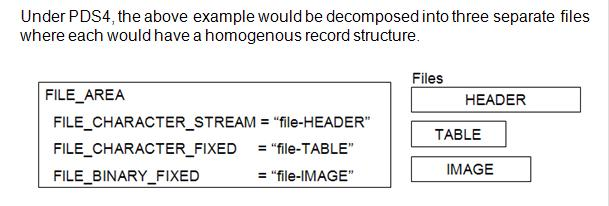 Under PDS4, the above example would be decomposed into three separate files
where each would have a homogenous record structure.
FILE_AREA
FILE_CHARACTER_STREAM = "file-HEADER"
FILE_CHARACTER_FIXED = "file-TABLE"
FILE_BINARY_FIXED = "file-IMAGE"
Files
HEADER
TABLE
IMAGE